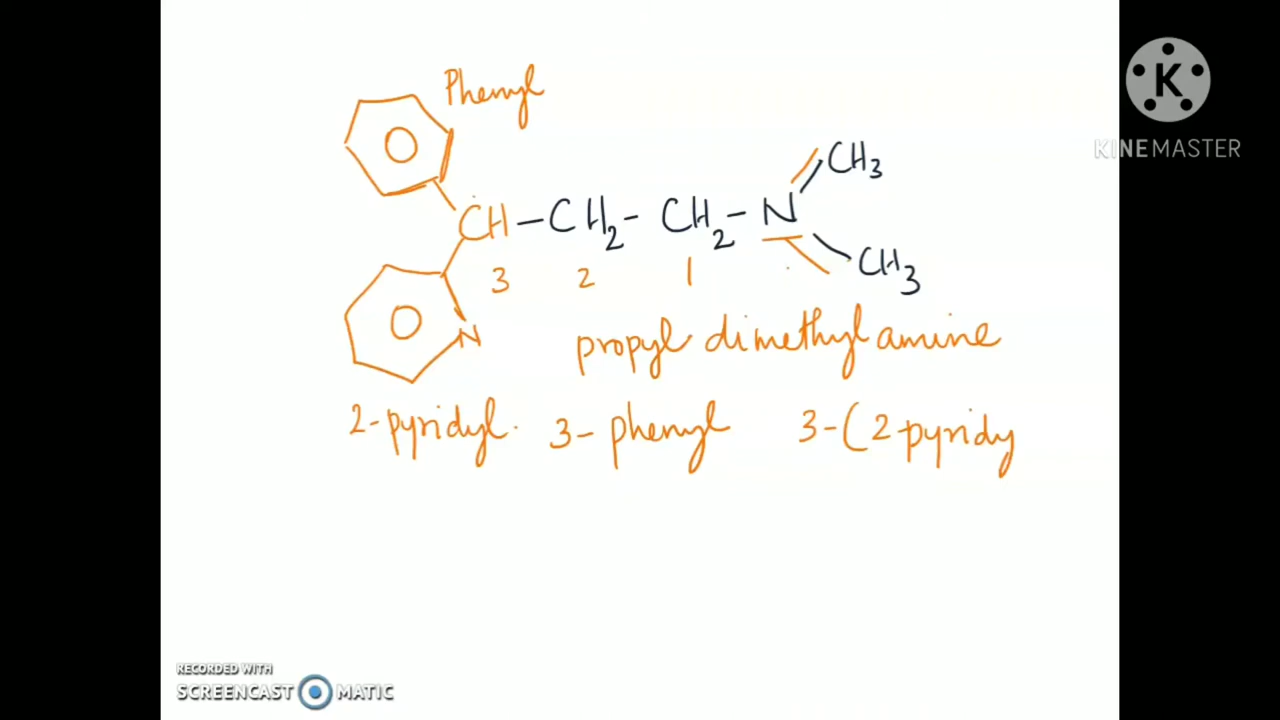 Phenyl
K
KINEMASTER
CH3
CH-CH2-CH2-N
CH3
3 2 1
N
propyl dimethyl amine
2-pyridyl. 3-phenyl 3-(2-pyridy
RECORDED WITH
SCREENCAST MATIC